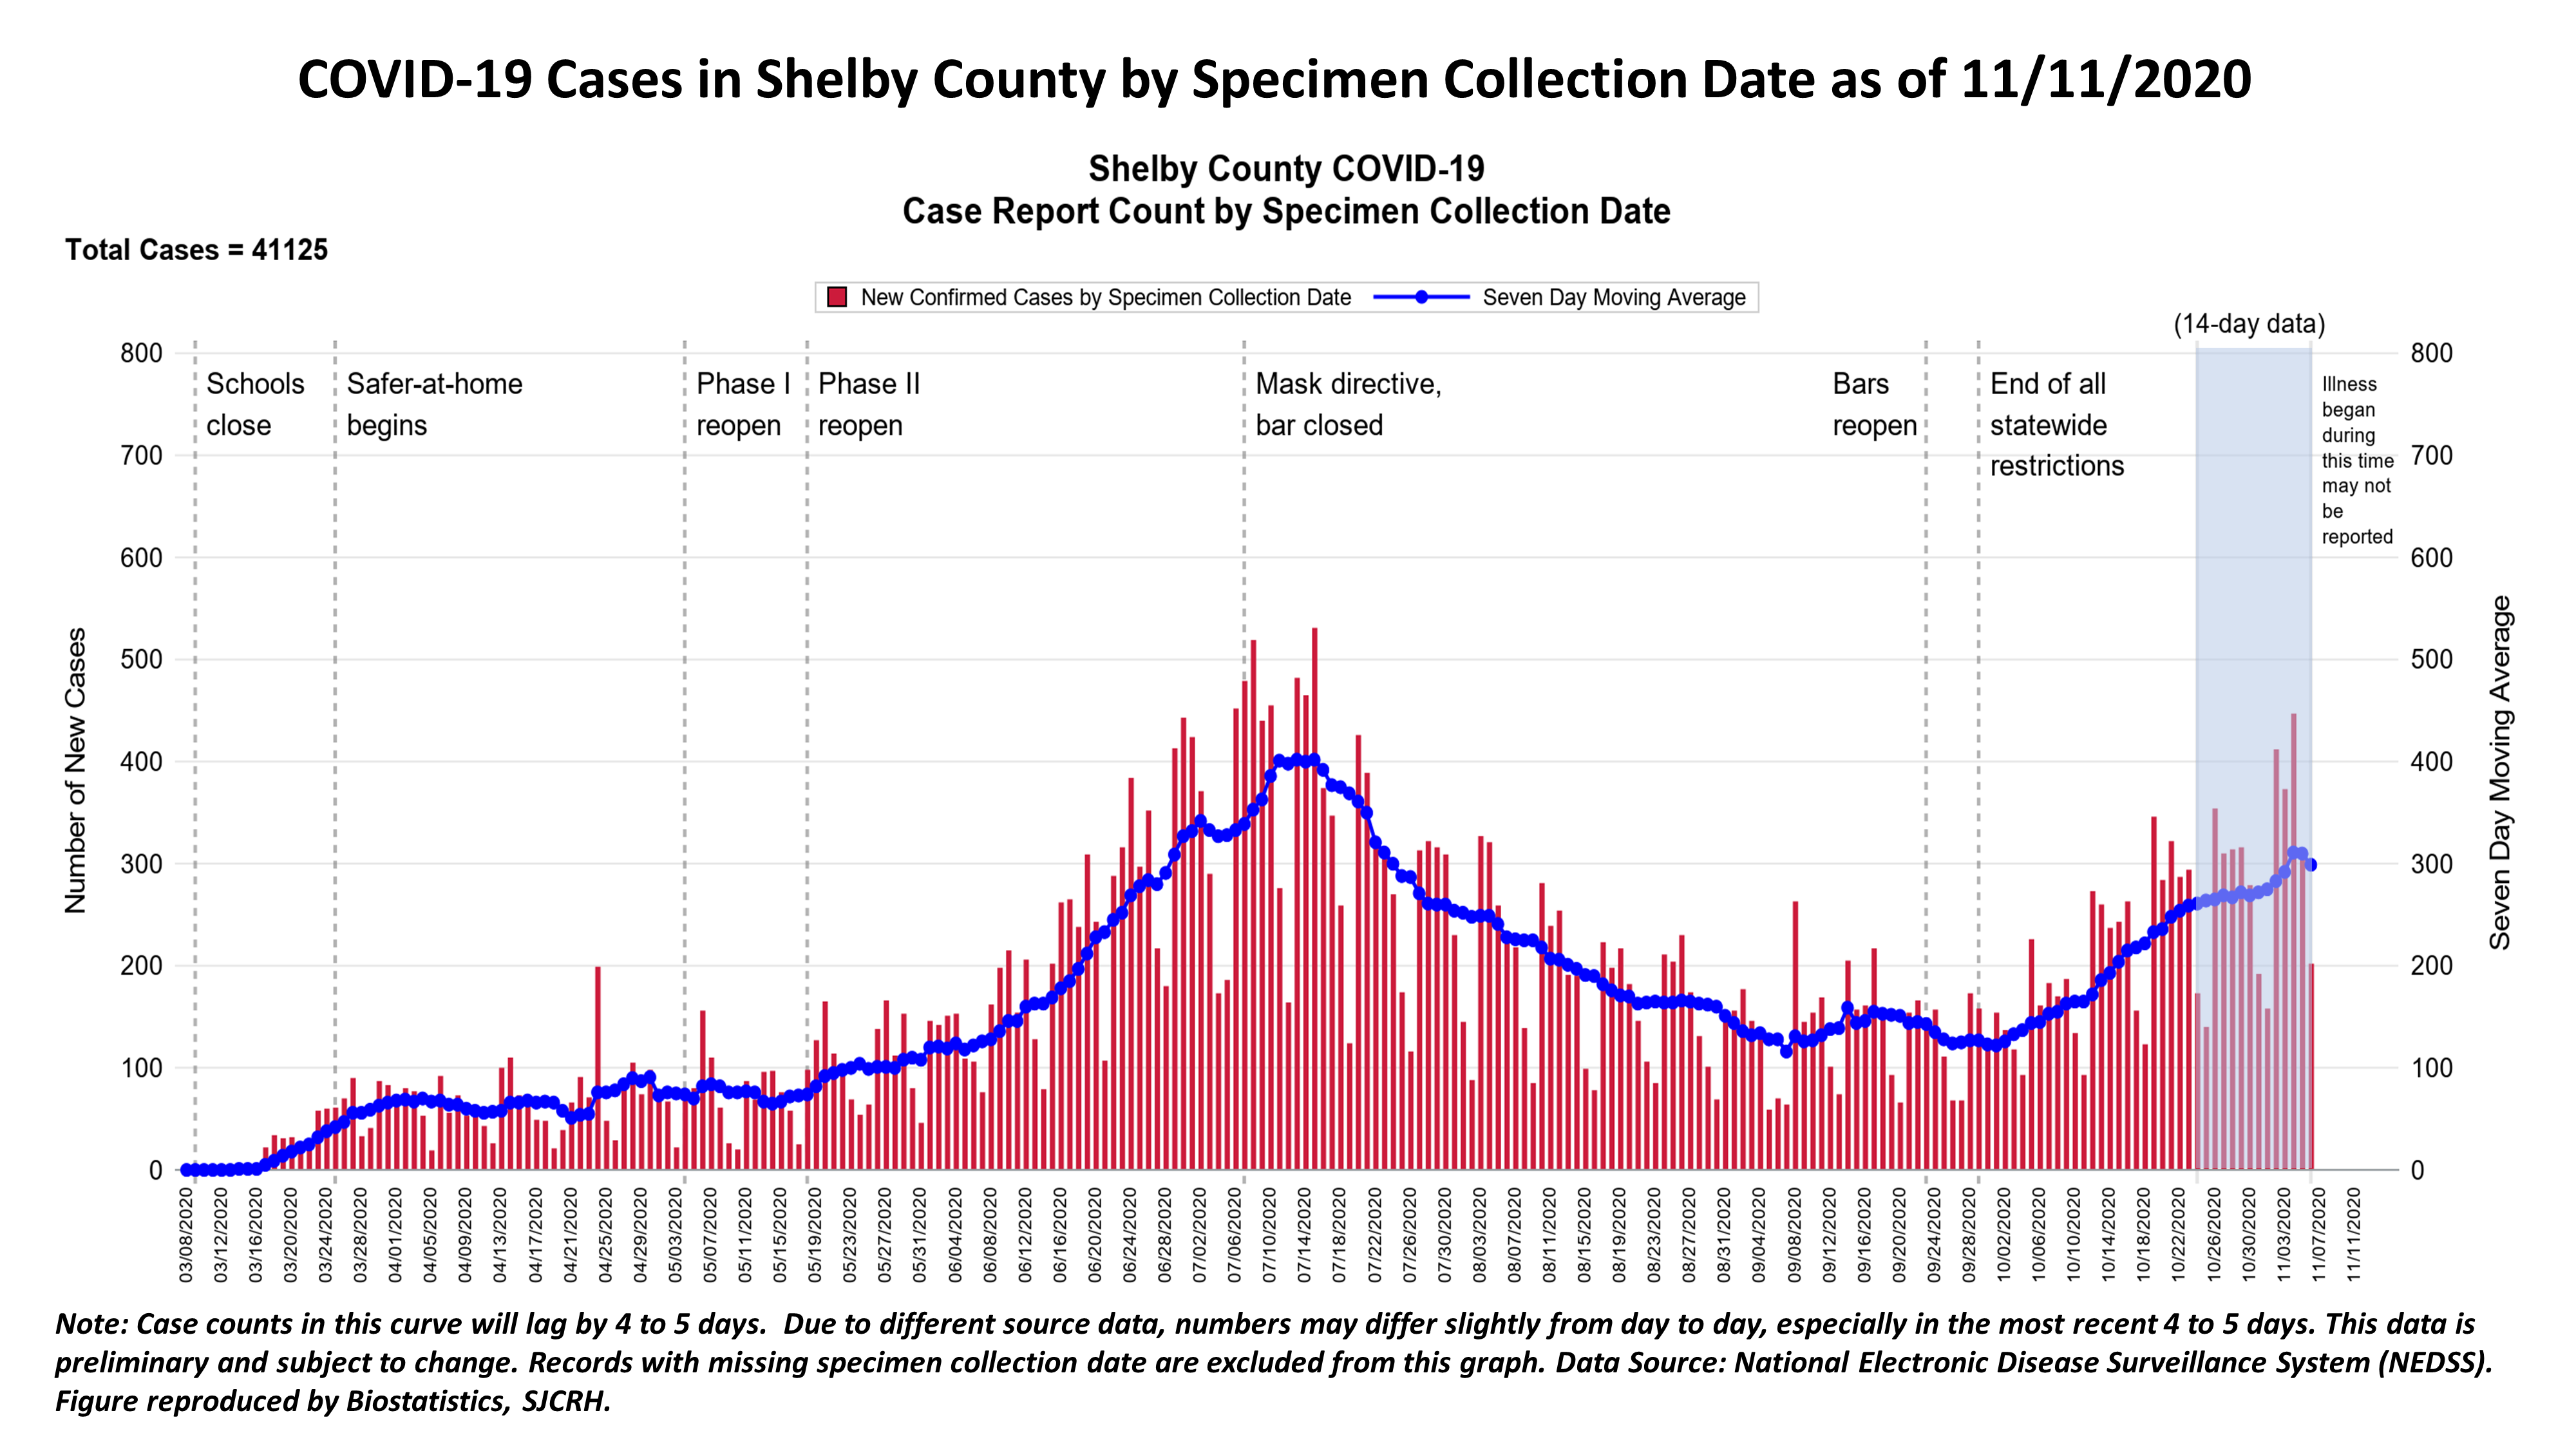 COVID-19 Cases in Shelby County by Specimen Collection Date as of 11/11/2020
Shelby County COVID-19
Case Report Count by Specimen Collection Date
Total Cases = 41125
New Confirmed Cases by Specimen Collection Date
Seven Day Moving Average
(14-day data)
Schools
close
Safer-at-home
begins
Phase I
reopen
Phase II
reopen
Mask directive,
bar closed
Bars
reopen
End of all
statewide
restrictions
Illness
began
during
this time
may not
be
reported
Number of New Cases
800
700
600
500
400
300
200
100
0
800
700
600
500
400
300
200
100
0
Seven Day Moving Average
03/08/2020
03/12/2020
03/16/2020
03/20/2020
03/24/2020
03/28/2020
04/01/2020
04/05/2020
04/09/2020
04/13/2020
04/17/2020
04/21/2020
04/25/2020
04/29/2020
05/03/2020
05/07/2020
05/11/2020
05/15/2020
05/19/2020
05/23/2020
05/27/2020
05/31/2020
06/04/2020
06/08/2020
06/12/2020
06/16/2020
06/20/2020
06/24/2020
06/28/2020
07/02/2020
07/06/2020
07/10/2020
07/14/2020
07/18/2020
07/22/2020
07/26/2020
07/30/2020
08/03/2020
08/07/2020
08/11/2020
08/15/2020
08/19/2020
08/23/2020
08/27/2020
08/31/2020
09/04/2020
09/08/2020
09/12/2020
09/16/2020
09/20/2020
09/24/2020
09/28/2020
10/02/2020
10/06/2020
10/10/2020
10/14/2020
10/18/2020
10/22/2020
10/26/2020
10/30/2020
11/03/2020
11/07/2020
11/11/2020
Note: Case counts in this curve will lag by 4 to 5 days.  Due to different source data, numbers may differ slightly from day to day, especially in the most recent 4 to 5 days. This data is
preliminary and subject to change. Records with missing specimen collection date are excluded from this graph. Data Source: National Electronic Disease Surveillance System (NEDSS).
Figure reproduced by Biostatistics, SJCRH.